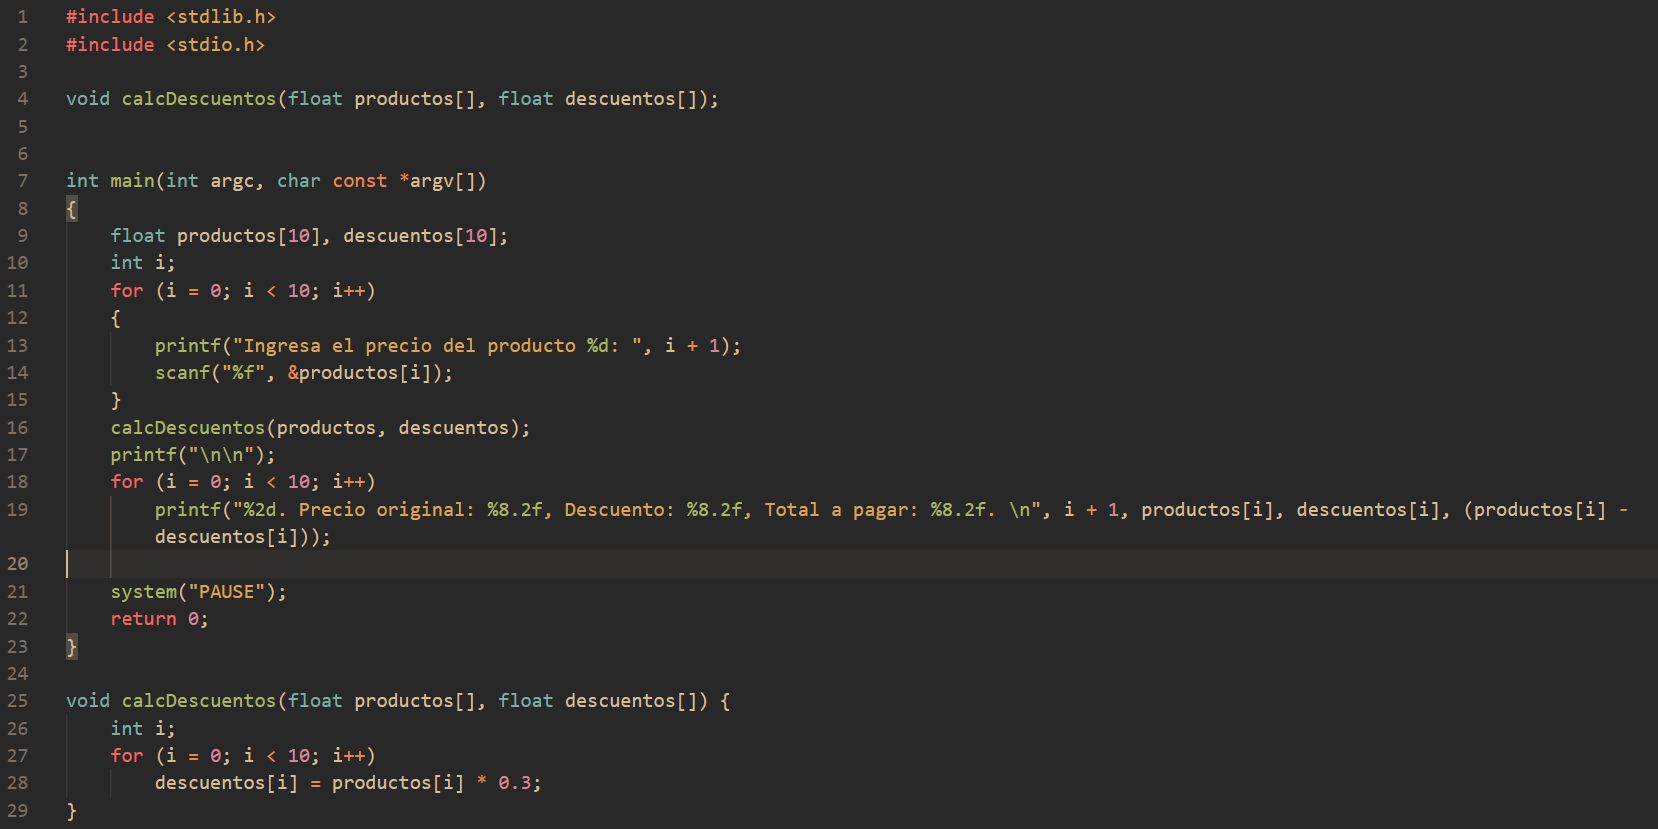 1 #include <stdlib.h>
2 #include <stdio.h>
3
4 void calcDescuentos(float productos[], float descuentos[]);
5
6
7 int main(int argc, char const *argv[])
8 {
9     float productos[10], descuentos[10];
10     int i;
11     for (i = 0; i < 10; i++)
12     {
13         printf("Ingresa el precio del producto %d: ", i + 1);
14         scanf("%f", &productos[i]);
15     }
16     calcDescuentos(productos, descuentos);
17     printf("\n\n");
18     for (i = 0; i < 10; i++)
19         printf("%2d. Precio original: %8.2f, Descuento: %8.2f, Total a pagar: %8.2f. \n", i + 1, productos[i], descuentos[i], (productos[i] -
        descuentos[i]));
20
21     system("PAUSE");
22     return 0;
23 }
24
25 void calcDescuentos(float productos[], float descuentos[]) {
26     int i;
27     for (i = 0; i < 10; i++)
28         descuentos[i] = productos[i] * 0.3;
29 }